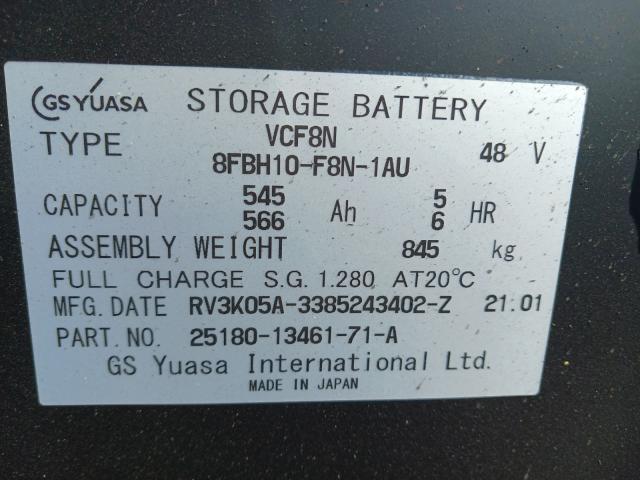 GS YUASA STORAGE BATTERY
TYPE VCF8N 48 V
8FBH10-F8N-1AU
CAPACITY 545 Ah 5 HR
566 6
ASSEMBLY WEIGHT 845 kg
FULL CHARGE S.G. 1.280 AT20℃
MFG.DATE RV3K05A-3385243402-Z 21.01
PART.NO. 25180-13461-71-A
GS Yuasa International Ltd.
MADE IN JAPAN